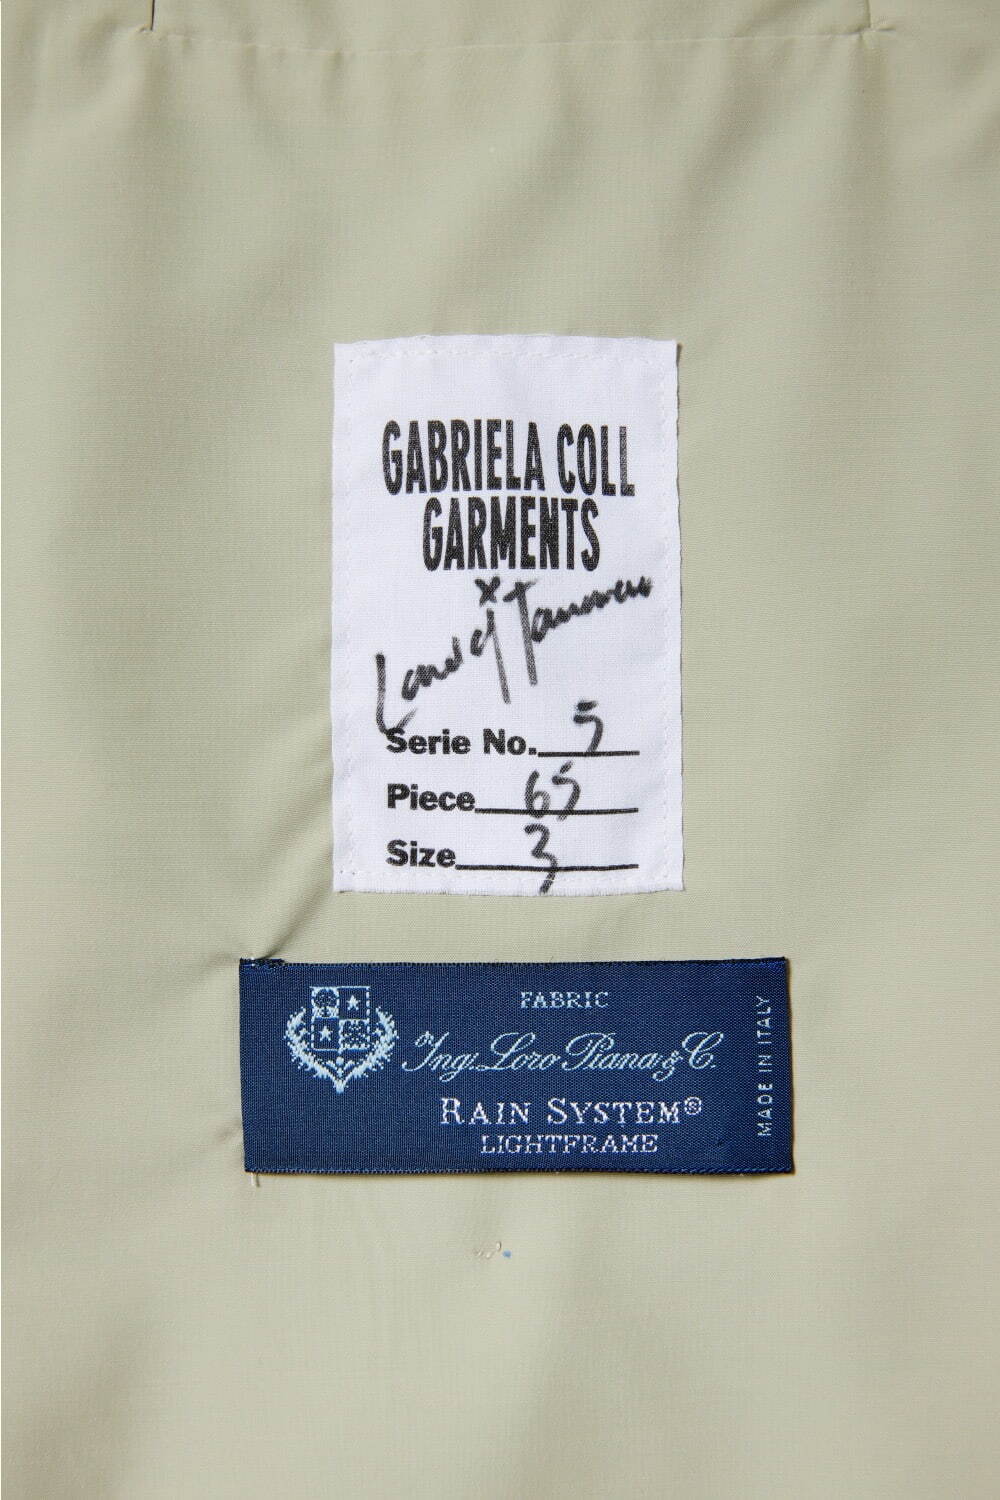 GABRIELA COLL
GARMENTS
x
Land of Tomorrow
Serie No. 5
Piece 65
Size 3
FABRIC
Ing. Loro Piana & C.
RAIN SYSTEM®
LIGHTFRAME
MADE IN ITALY